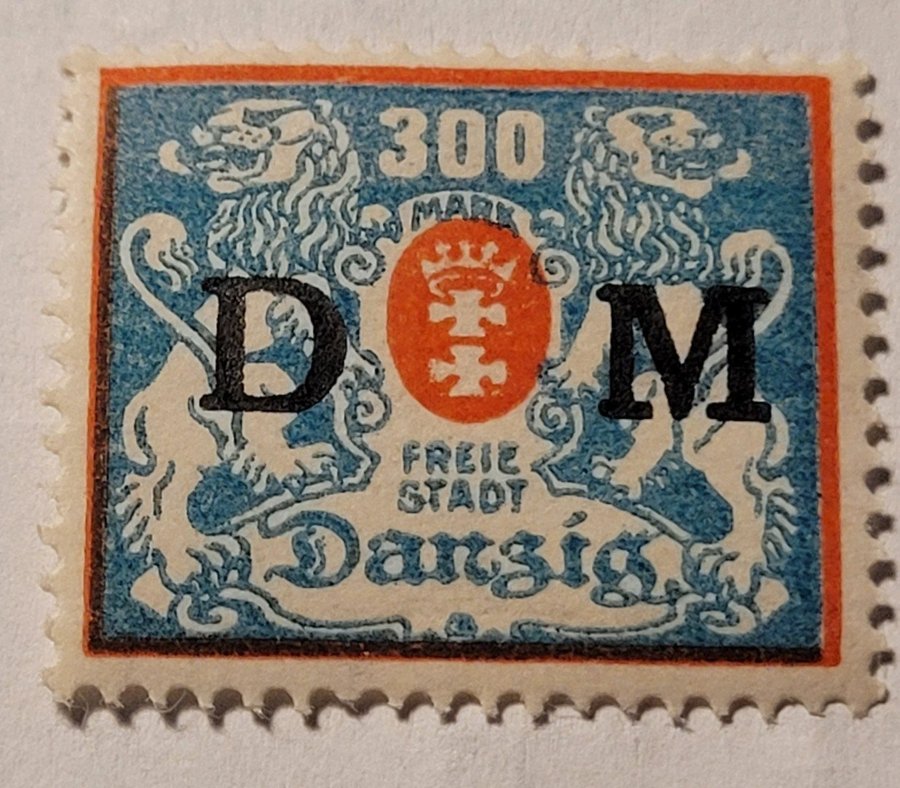 300
MARK
D M
FREIE
STADT
Danzig